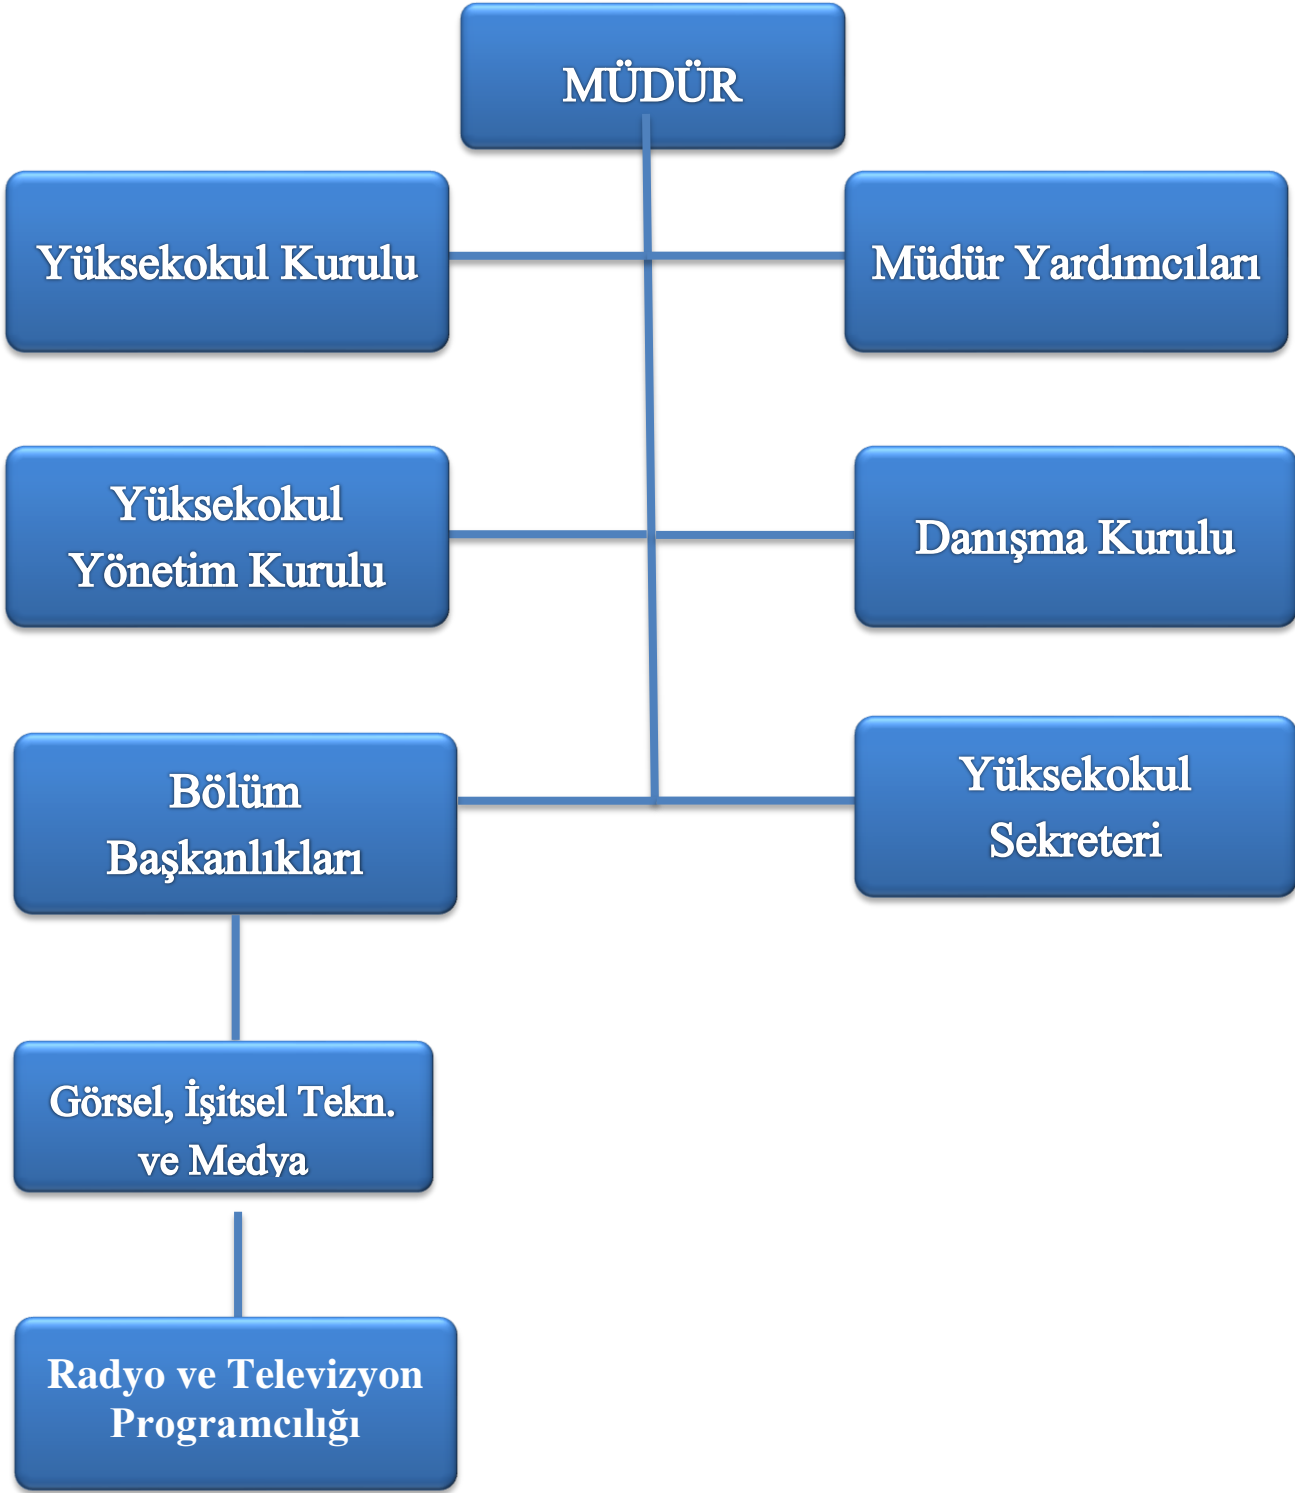 MÜDÜR
Yüksekokul Kurulu
Müdür Yardımcıları
Yüksekokul
Yönetim Kurulu
Danışma Kurulu
Bölüm
Başkanlıkları
Yüksekokul
Sekreteri
Görsel, İşitsel Tekn.
ve Medya
Radyo ve Televizyon
Programcılığı